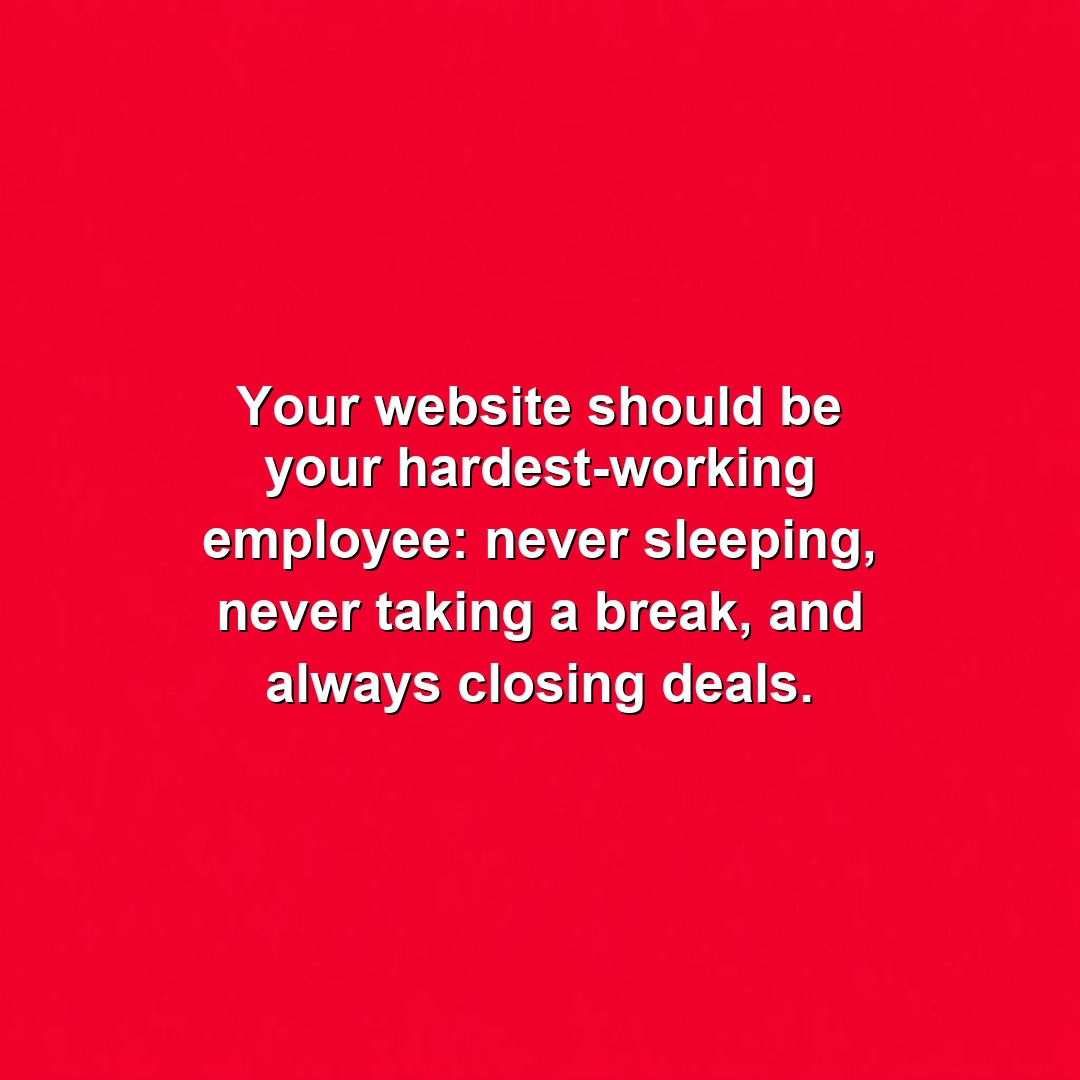 Your website should be
your hardest-working
employee: never sleeping,
never taking a break, and
always closing deals.